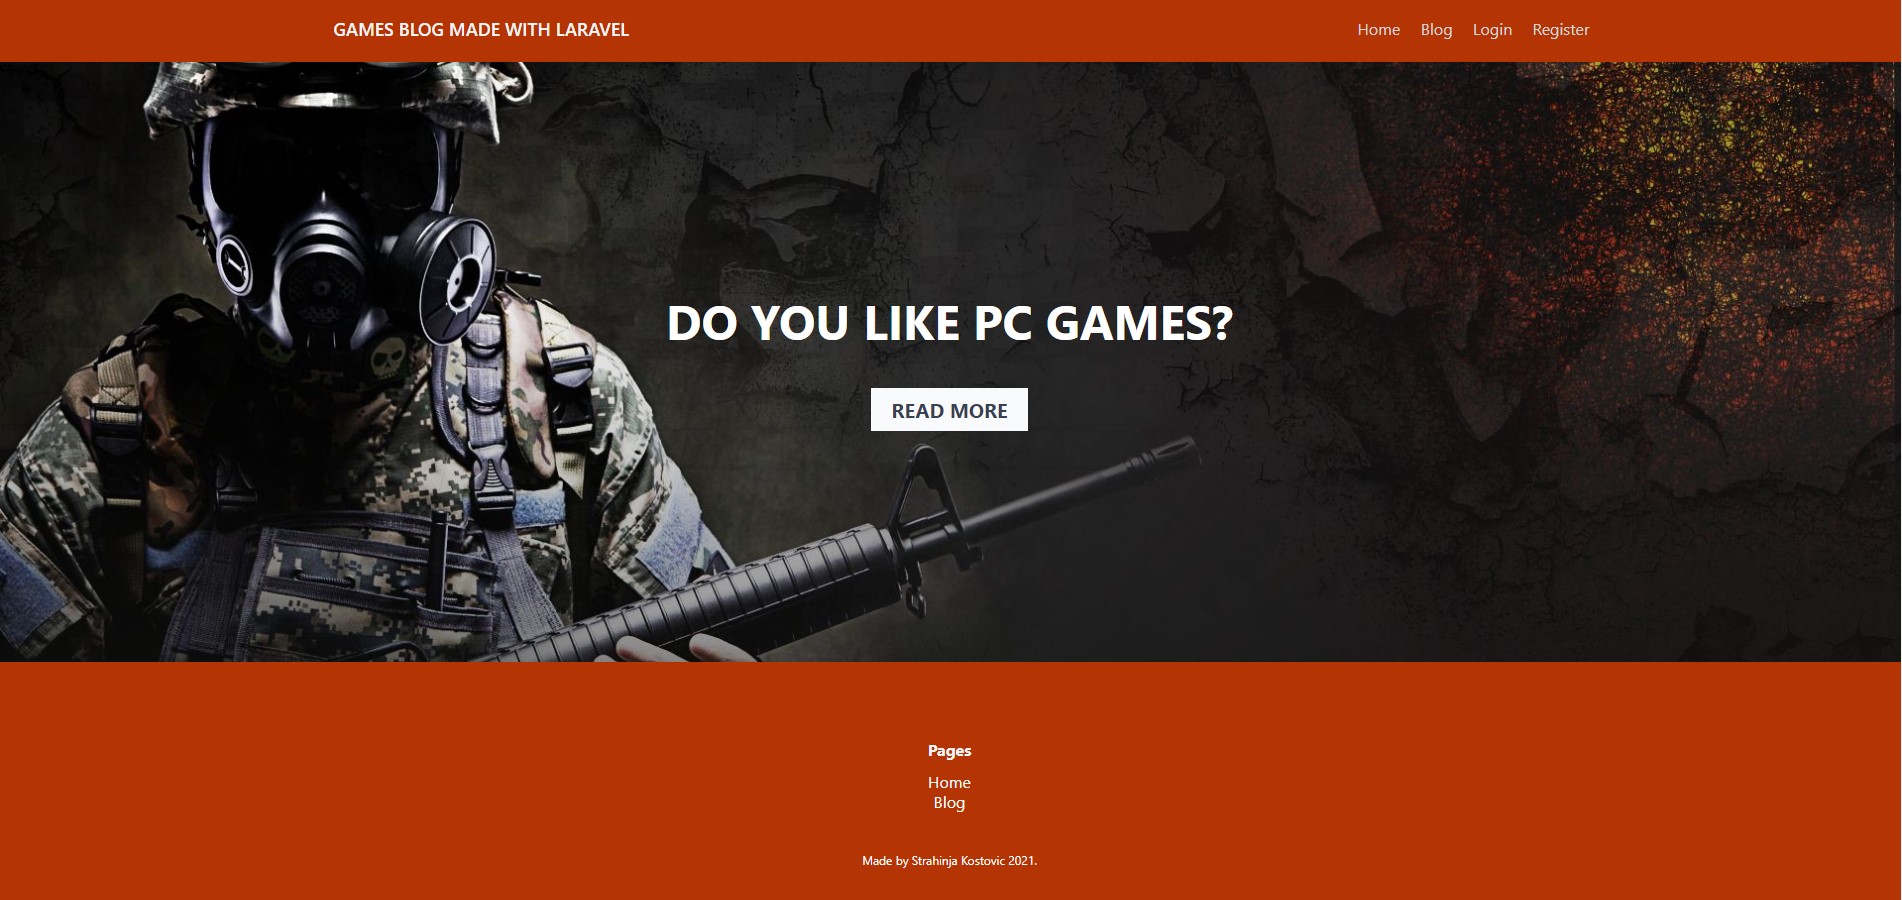 GAMES BLOG MADE WITH LARAVEL
Home Blog Login Register
DO YOU LIKE PC GAMES?
READ MORE
Pages
Home
Blog
Made by Strahinja Kostovic 2021.